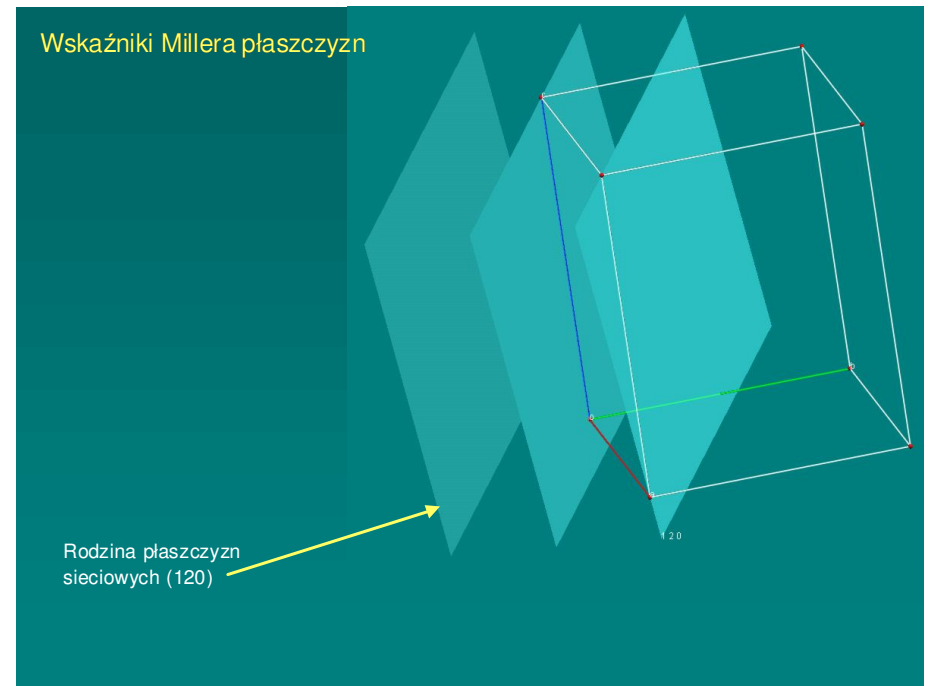 Wskaźniki Millera płaszczyzn
1 2 0
Rodzina płaszczyzn
sieciowych (120)